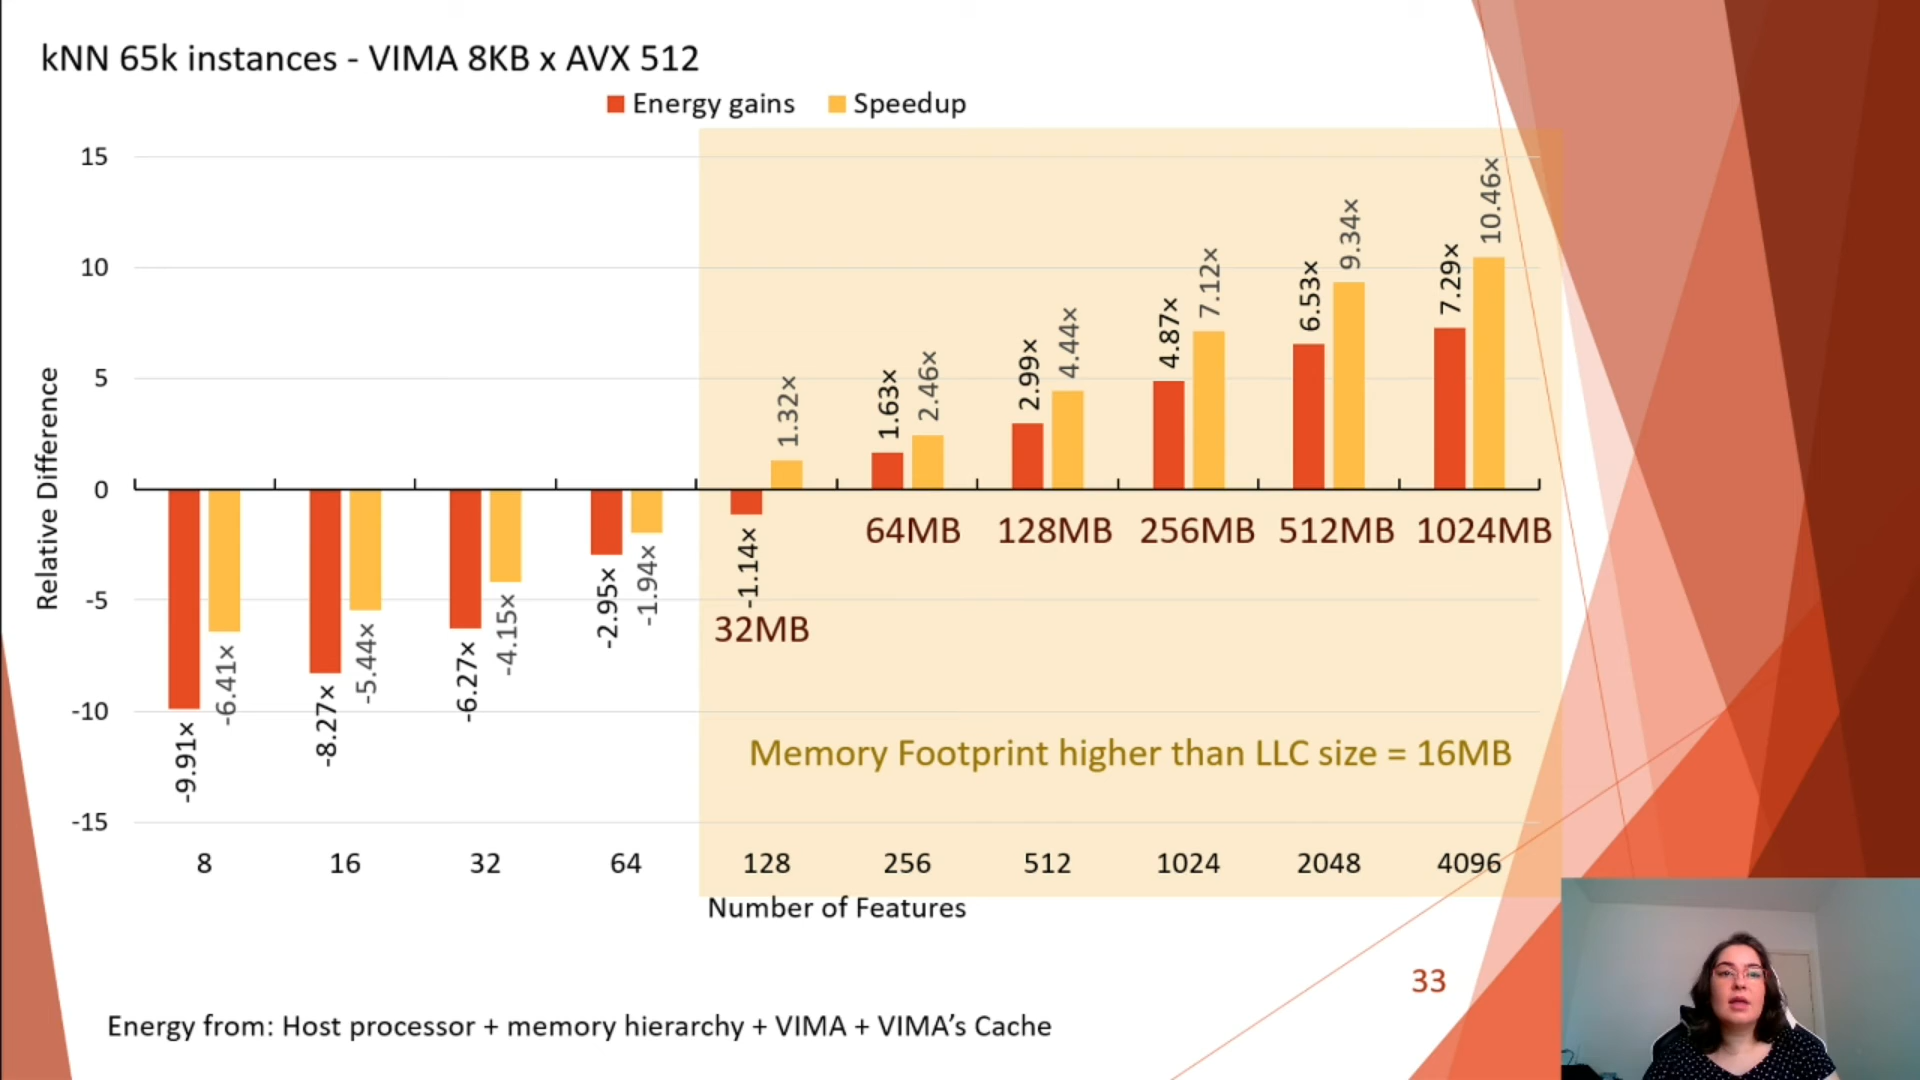 kNN 65k instances - VIMA 8KB x AVX 512
Energy gains
Speedup
Relative Difference
15
10
5
0
-5
-10
-15
-9.91×
-6.41×
-8.27×
-5.44×
-6.27×
-4.15×
-2.95×
-1.94×
-1.14×
1.32×
1.63×
2.46×
2.99×
4.44×
4.87×
7.12×
6.53×
9.34×
7.29×
10.46×
32MB
64MB
128MB
256MB
512MB
1024MB
Memory Footprint higher than LLC size = 16MB
8
16
32
64
128
256
512
1024
2048
4096
Number of Features
33
Energy from: Host processor + memory hierarchy + VIMA + VIMA’s Cache